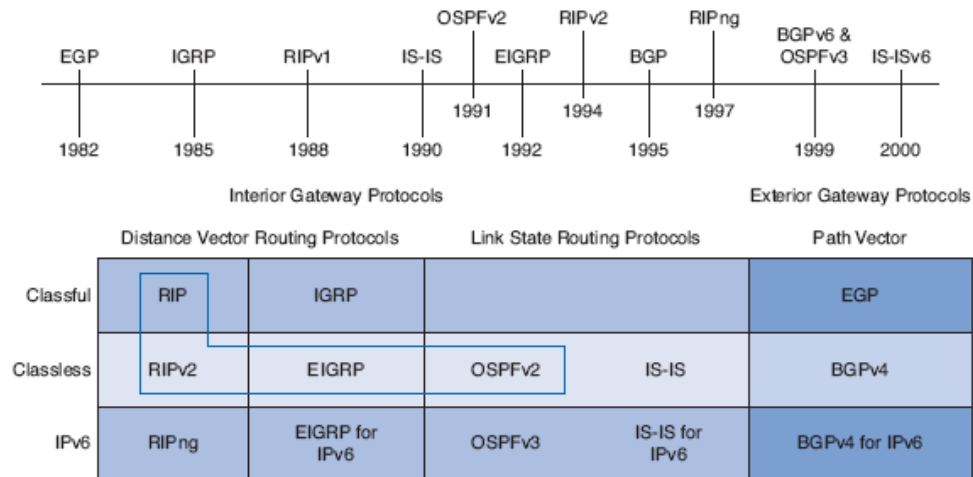 OSPFv2 RIPv2 RIPng
BGPv6 &
EGP IGRP RIPv1 IS-IS EIGRP BGP OSPFv3 IS-ISv6
1991 1994 1997
1982 1985 1988 1990 1992 1995 1999 2000
Interior Gateway Protocols Exterior Gateway Protocols
Distance Vector Routing Protocols Link State Routing Protocols Path Vector
Classful RIP IGRP EGP
Classless RIPv2 EIGRP OSPFv2 IS-IS BGPv4
IPv6 RIPng EIGRP for OSPFv3 IS-IS for BGPv4 for IPv6
IPv6 IPv6